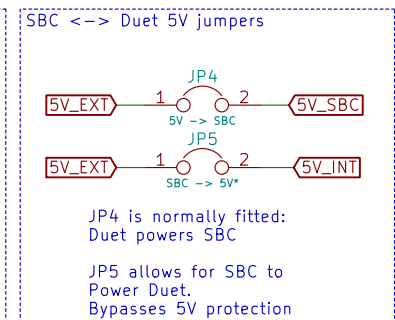 SBC <-> Duet 5V jumpers
JP4
5V_EXT 1 2 5V_SBC
5V -> SBC
JP5
5V_EXT 1 2 5V_INT
SBC -> 5V*
JP4 is normally fitted:
Duet powers SBC
JP5 allows for SBC to
Power Duet.
Bypasses 5V protection